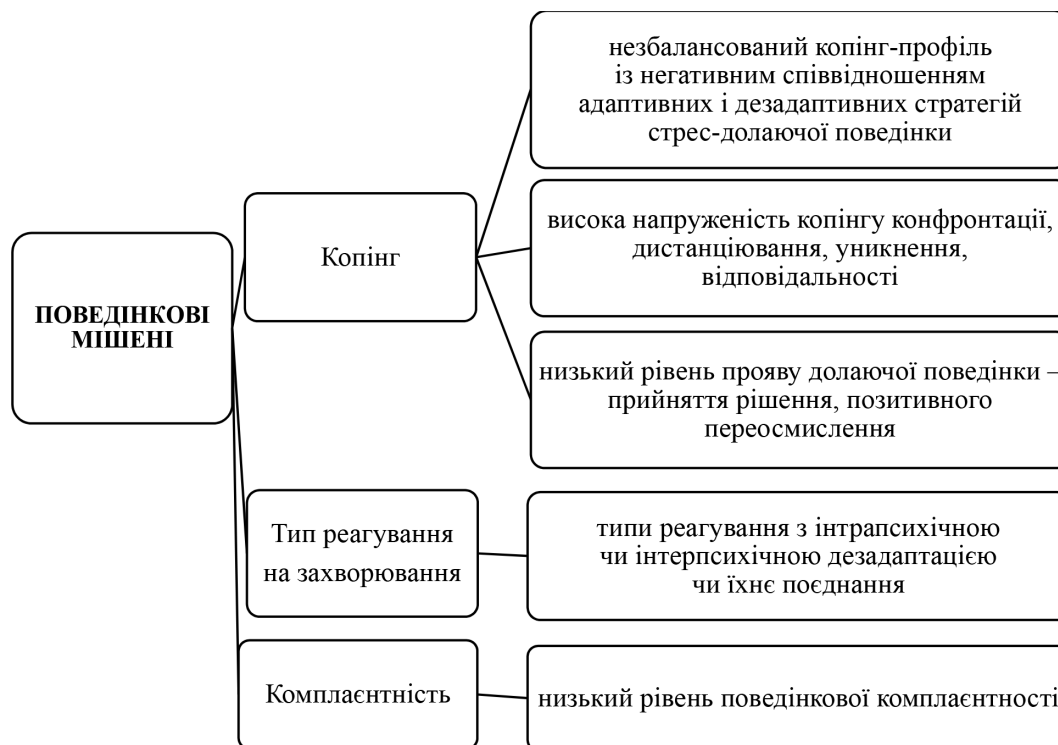 ПОВЕДІНКОВІ
МІШЕНІ
Копінг
незбалансований копінг-профіль
із негативним співвідношенням
адаптивних і дезадаптивних стратегій
стрес-долаючої поведінки
висока напруженість копінгу конфронтації,
дистанціювання, уникнення,
відповідальності
низький рівень прояву долаючої поведінки –
прийняття рішення, позитивного
переосмислення
Тип реагування
на захворювання
типи реагування з інтрапсихічною
чи інтерпсихічною дезадаптацією
чи їхнє поєднання
Комплаєнтність
низький рівень поведінкової комплаєнтності